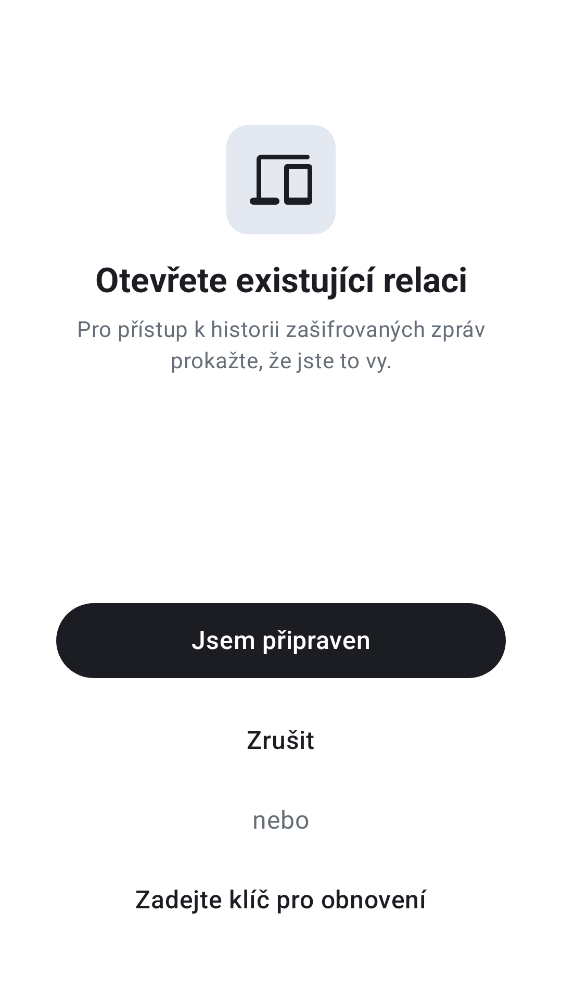 Otevřete existující relaci
Pro přístup k historii zašifrovaných zpráv
prokažte, že jste to vy.
Jsem připraven
Zrušit
nebo
Zadejte klíč pro obnovení